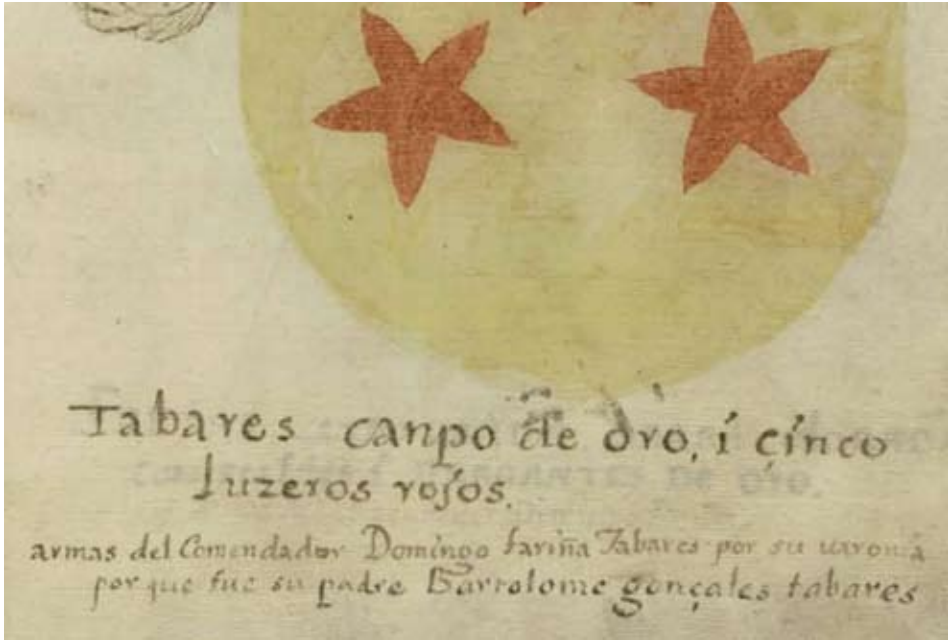 Tabares canpo de oro, i çinco
luzeros rojos.
armas del Comendador Domingo fariña Tabares por su uaronia
por que fue su padre Bartolome gonçales tabares